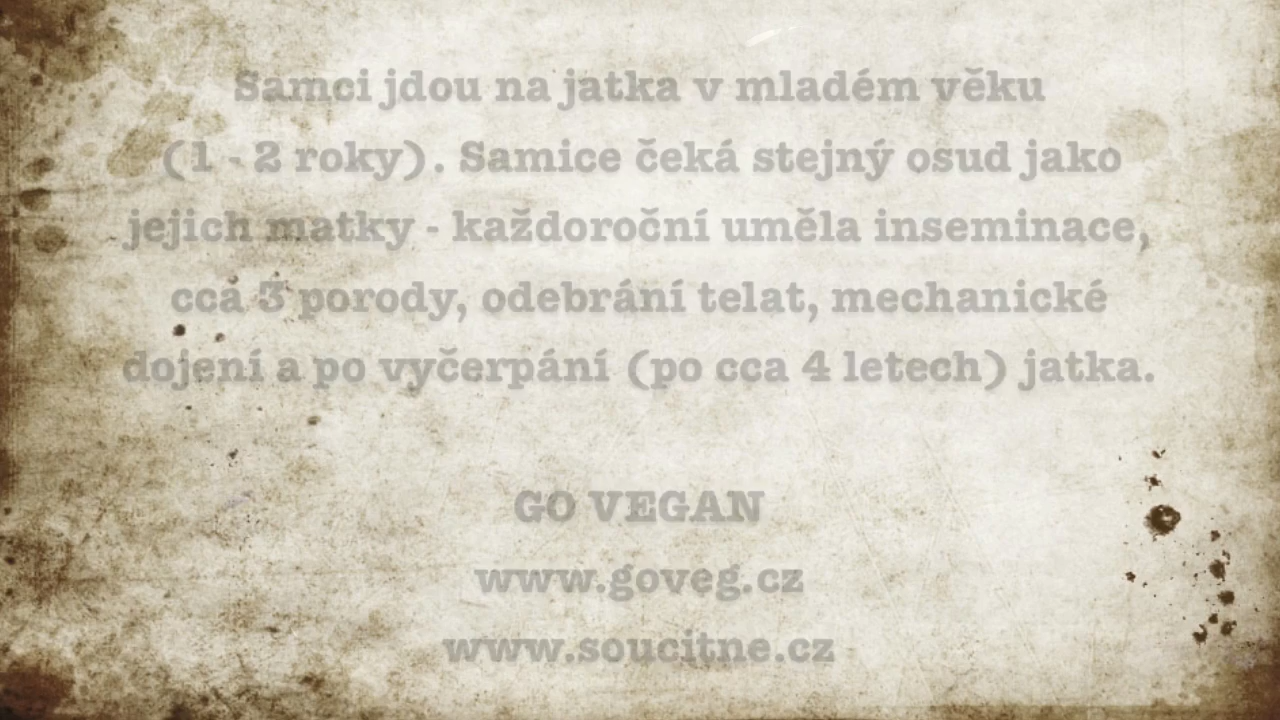 Samci jdou na jatka v mladém věku
(1 - 2 roky). Samice čeká stejný osud jako
jejich matky - každoroční uměla inseminace,
cca 3 porody, odebrání telat, mechanické
dojení a po vyčerpání (po cca 4 letech) jatka.
GO VEGAN
www.goveg.cz
www.soucitne.cz